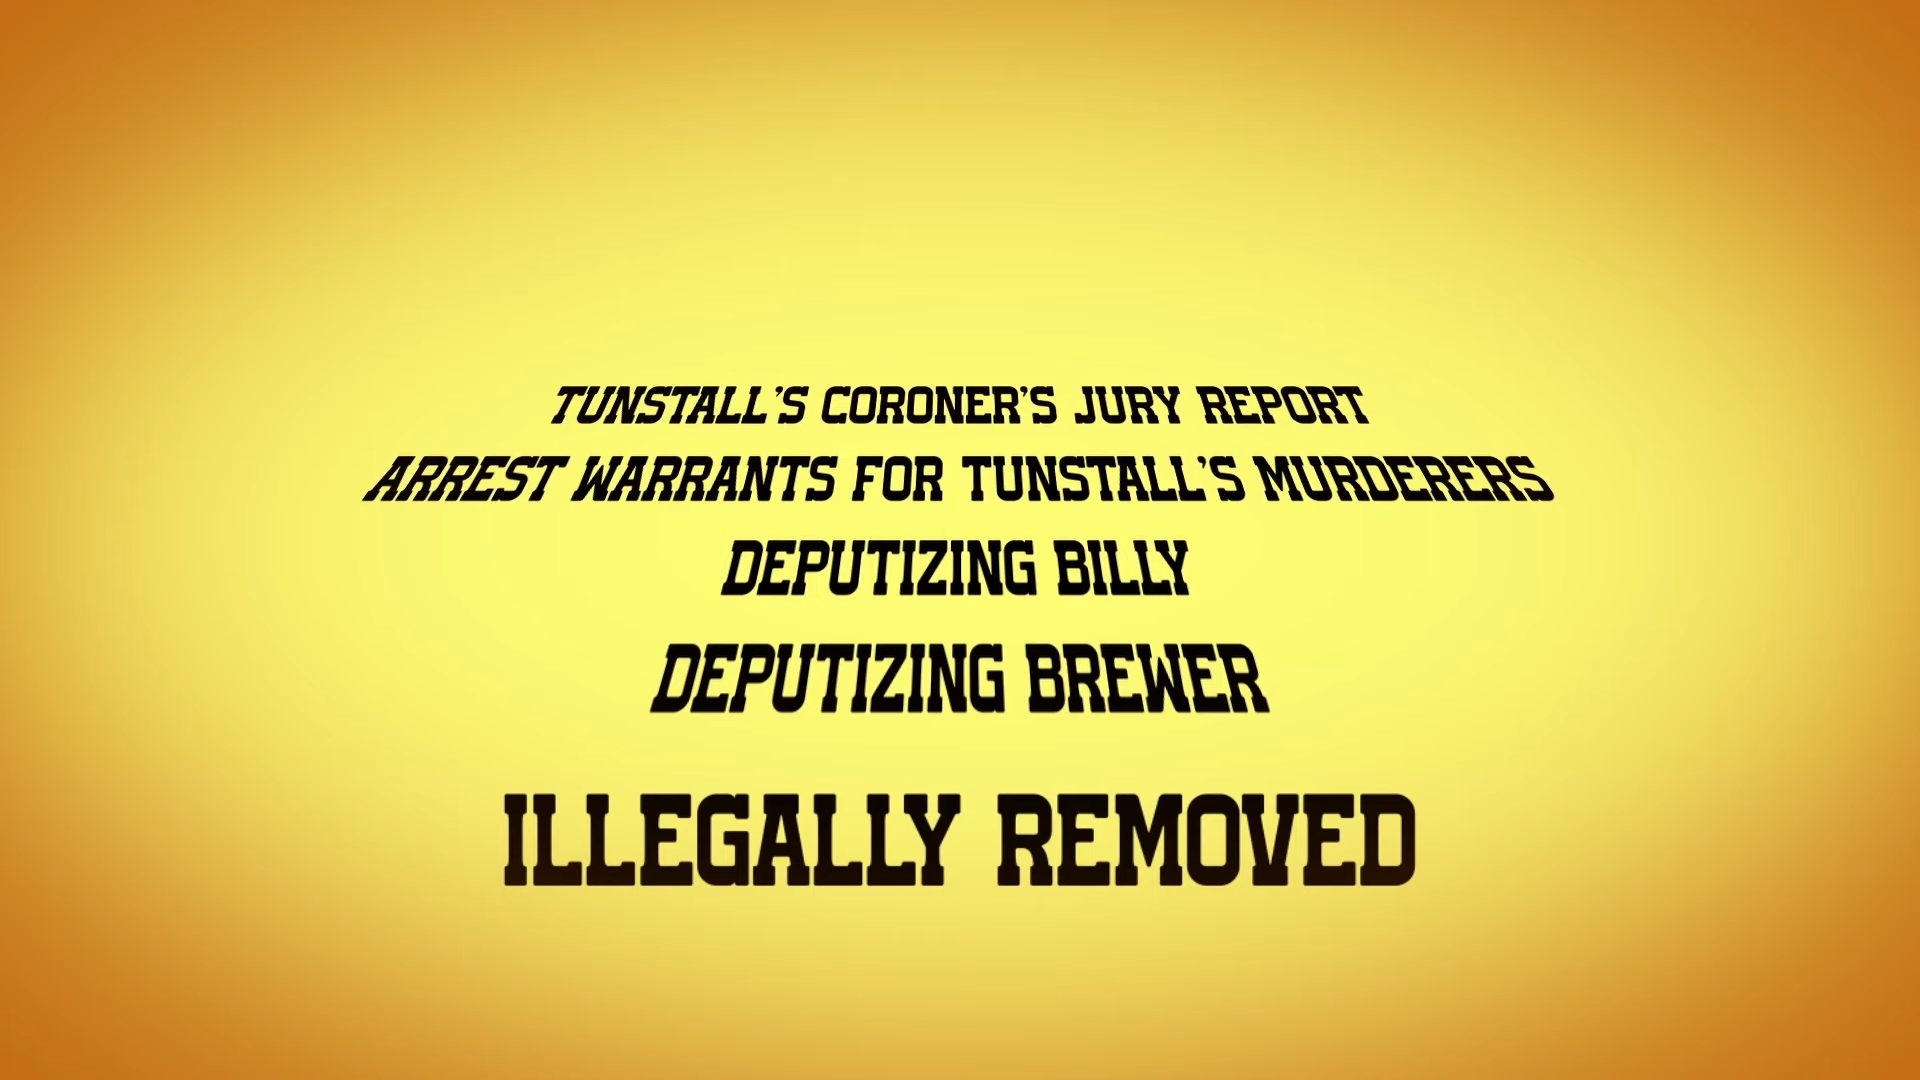 TUNSTALL'S CORONER'S JURY REPORT
ARREST WARRANTS FOR TUNSTALL'S MURDERERS
DEPUTIZING BILLY
DEPUTIZING BREWER
ILLEGALLY REMOVED